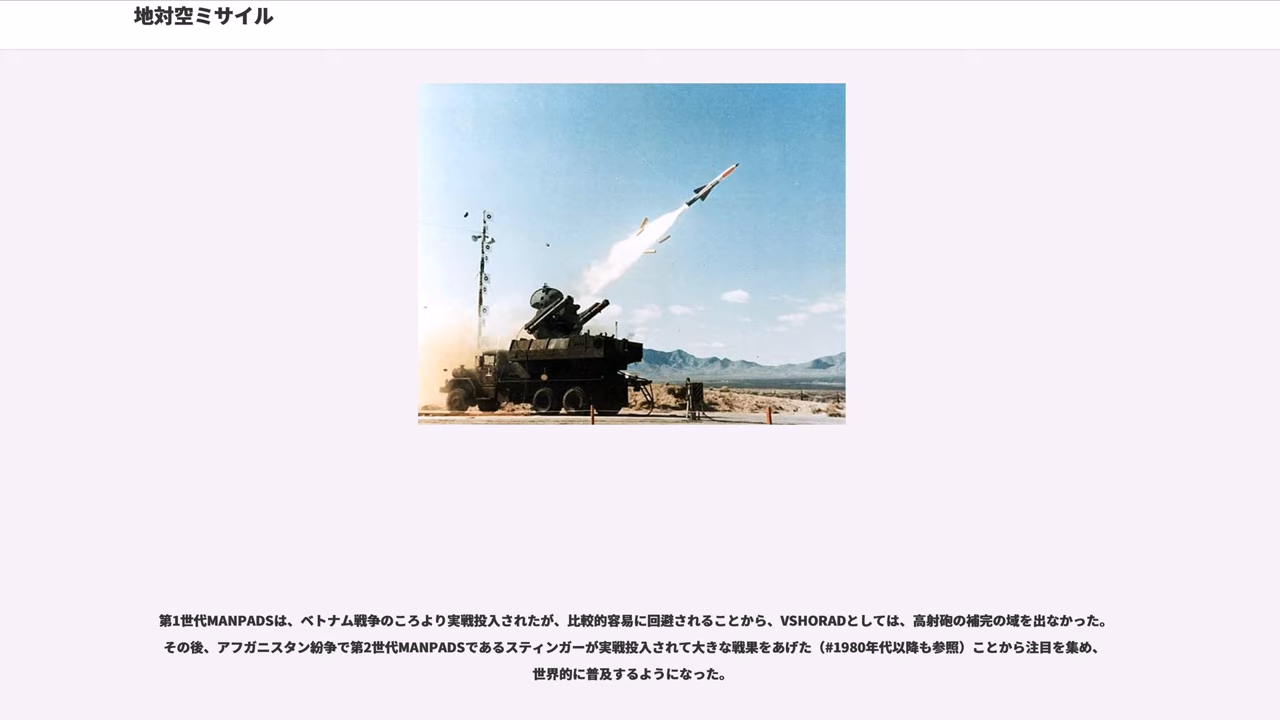 地対空ミサイル
第1世代MANPADSは、ベトナム戦争のころより実戦投入されたが、比較的容易に回避されることから、VSHORADとしては、高射砲の補完の域を出なかった。
その後、アフガニスタン紛争で第2世代MANPADSであるスティンガーが実戦投入されて大きな戦果をあげた（#1980年代以降も参照）ことから注目を集め、
世界的に普及するようになった。